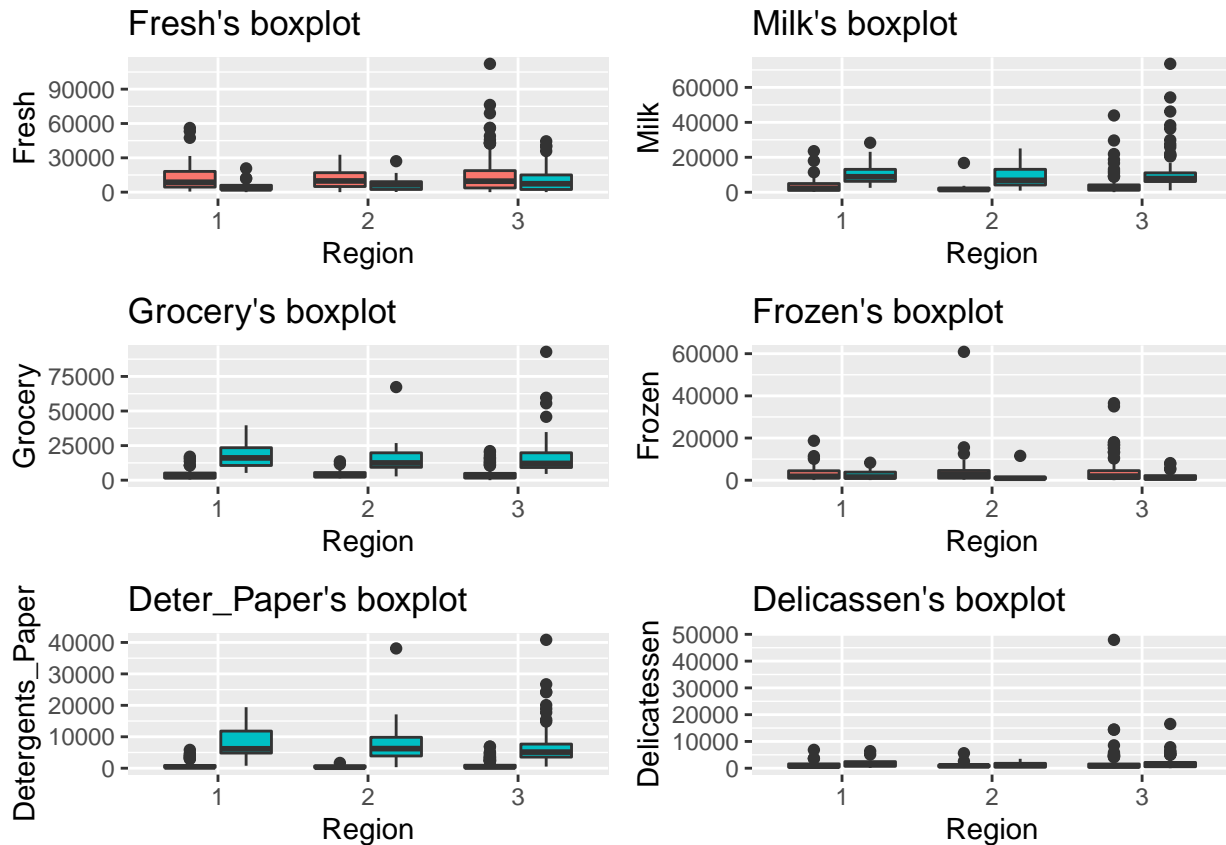 Fresh's boxplot
Fresh
90000
60000
30000
0
1 2 3
Region
Milk's boxplot
Milk
60000
40000
20000
0
1 2 3
Region
Grocery's boxplot
Grocery
75000
50000
25000
0
1 2 3
Region
Frozen's boxplot
Frozen
60000
40000
20000
0
1 2 3
Region
Deter_Paper's boxplot
Detergents_Paper
40000
30000
20000
10000
0
1 2 3
Region
Delicassen's boxplot
Delicatessen
50000
40000
30000
20000
10000
0
1 2 3
Region